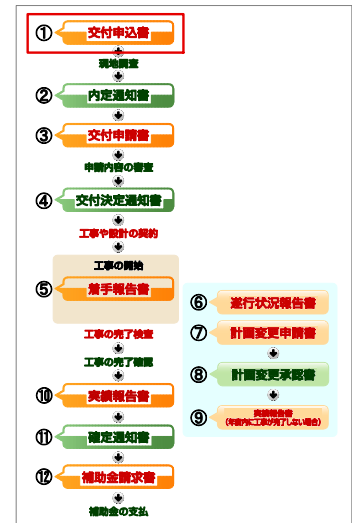 ① 交付申込書
現地調査
② 内定通知書
③ 交付申請書
申請内容の審査
④ 交付決定通知書
工事や設計の契約
工事の開始
⑤ 着手報告書
工事の完了検査
工事の完了確認
⑩ 実績報告書
⑪ 確定通知書
⑫ 補助金請求書
補助金の支払
⑥ 遂行状況報告書
⑦ 計画変更申請書
⑧ 計画変更承認書
⑨ 実績報告書
(年度内に工事が完了しない場合)